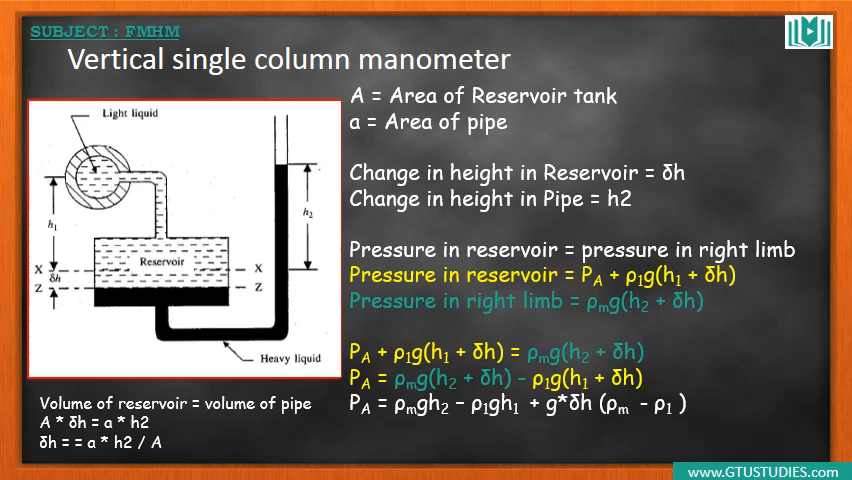 SUBJECT : FMHM
Vertical single column manometer
Light liquid
h1
h2
Reservoir
X
X
δh
Z
Z
Heavy liquid
Volume of reservoir = volume of pipe
A * δh = a * h2
δh = = a * h2 / A
A = Area of Reservoir tank
a = Area of pipe
Change in height in Reservoir = δh
Change in height in Pipe = h2
Pressure in reservoir = pressure in right limb
Pressure in reservoir = PA + ρ1g(h1 + δh)
Pressure in right limb = ρmg(h2 + δh)
PA + ρ1g(h1 + δh) = ρmg(h2 + δh)
PA = ρmg(h2 + δh) - ρ1g(h1 + δh)
PA = ρmgh2 – ρ1gh1 + g*δh (ρm - ρ1 )
www.GTUSTUDIES.com